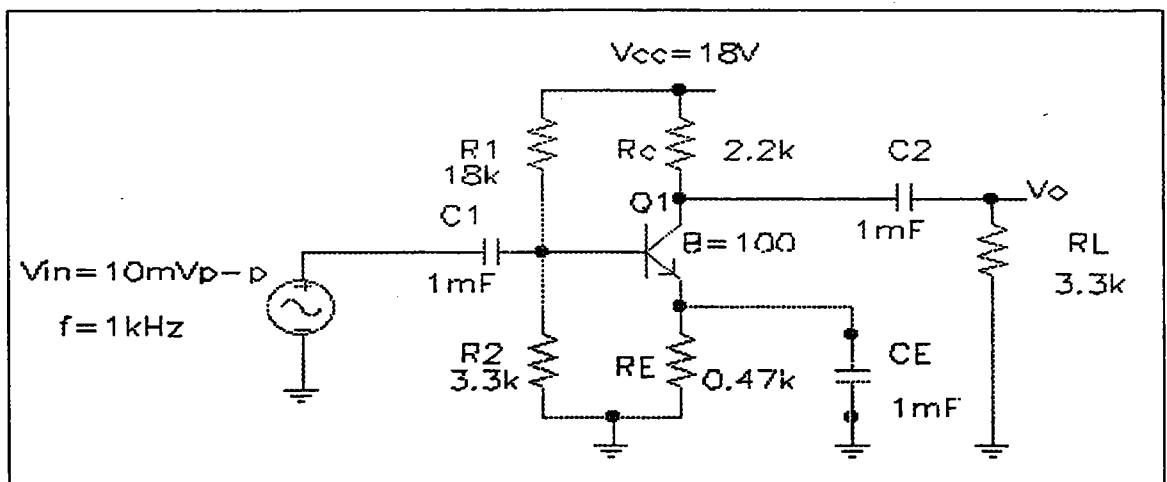 Vcc=18V
R1
18k
Rc
2.2k
C2
Q1
C1
Vo
B=100
1mF
RL
3.3k
Vin=10mVp-p
1mF
f=1kHz
R2
3.3k
RE
0.47k
CE
1mF